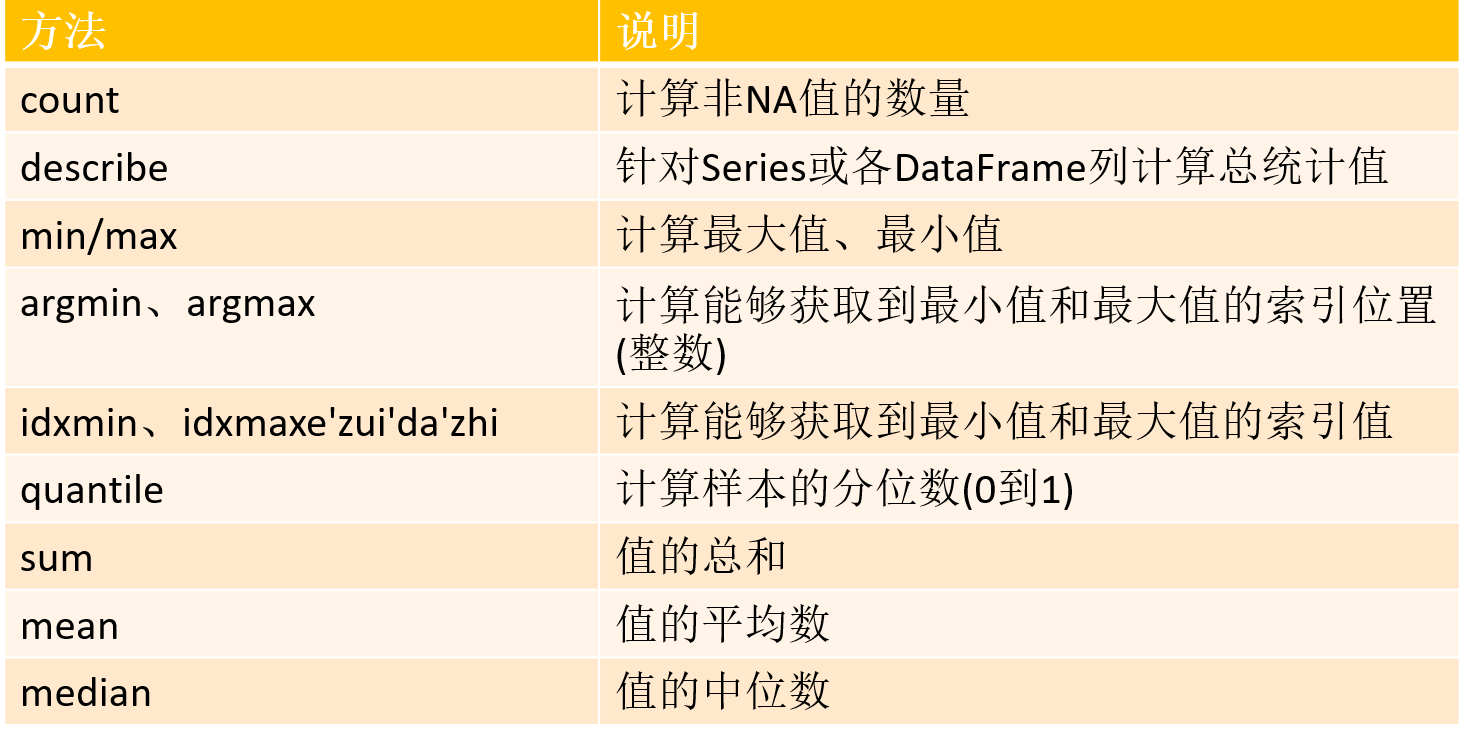 方法
说明
count
计算非NA值的数量
describe
针对Series或各DataFrame列计算总统计值
min/max
计算最大值、最小值
argmin、argmax
计算能够获取到最小值和最大值的索引位置
(整数)
idxmin、idxmaxe'zui'da'zhi
计算能够获取到最小值和最大值的索引值
quantile
计算样本的分位数(0到1)
sum
值的总和
mean
值的平均数
median
值的中位数